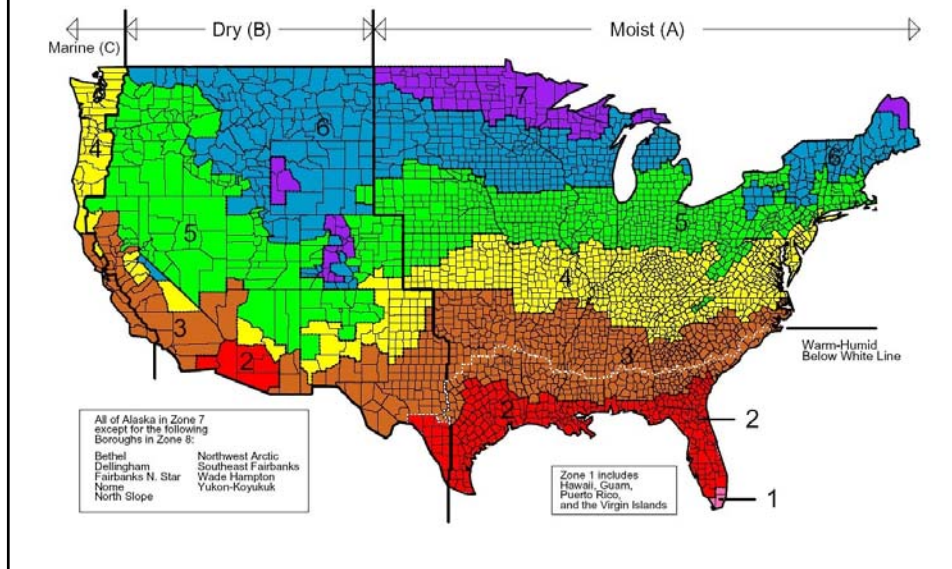 Marine (C)
Dry (B)
Moist (A)
7
6
6
4
5
5
4
3
3
2
2
Warm-Humid
Below White Line
2
1
All of Alaska in Zone 7
except for the following
Boroughs in Zone 8:
Bethel
Dellingham
Fairbanks N. Star
Nome
North Slope
Northwest Arctic
Southeast Fairbanks
Wade Hampton
Yukon-Koyukuk
Zone 1 includes
Hawaii, Guam,
Puerto Rico,
and the Virgin Islands